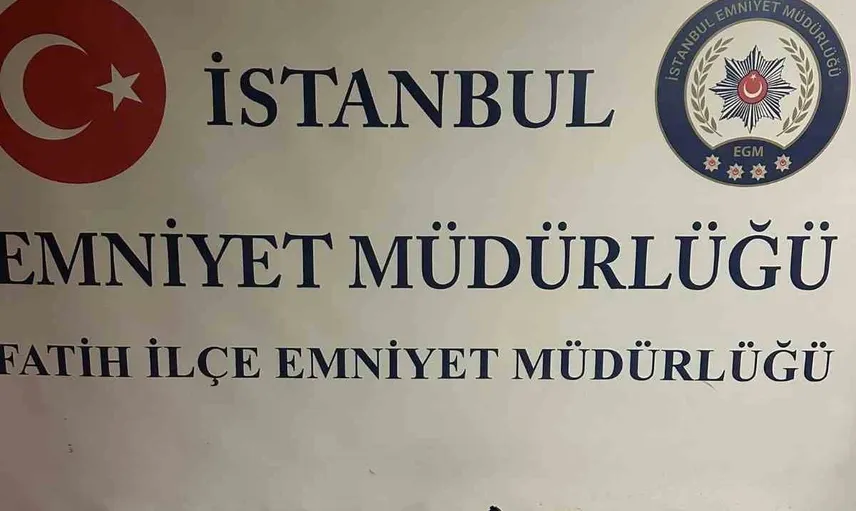 İSTANBUL
İSTANBUL EMNİYET MÜDÜRLÜĞÜ
EGM
EMNİYET MÜDÜRLÜĞÜ
FATİH İLÇE EMNİYET MÜDÜRLÜĞÜ